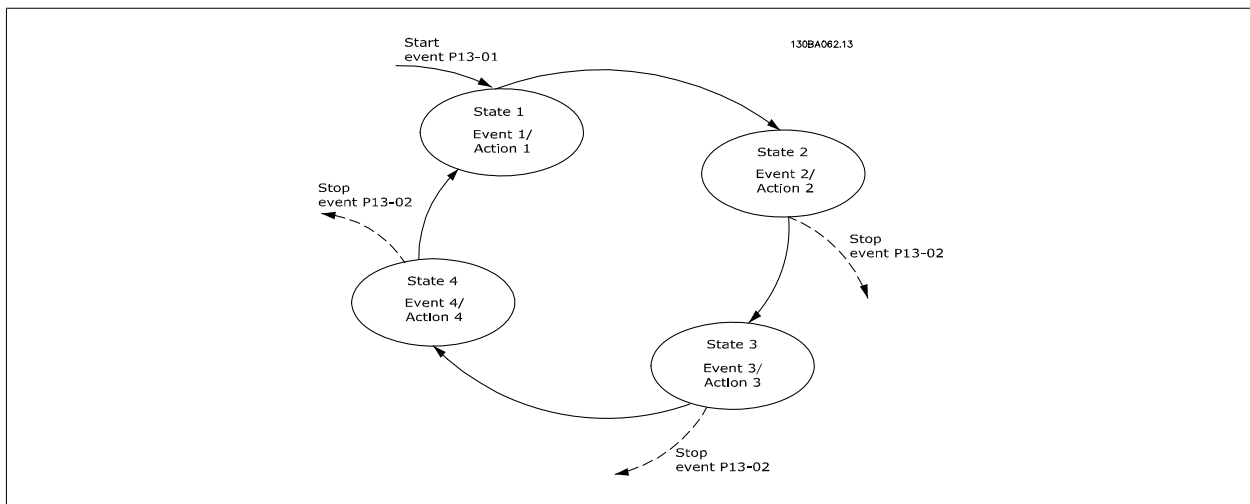 Start
event P13-01
130BA062.13
State 1
Event 1/
Action 1
State 2
Event 2/
Action 2
Stop
event P13-02
Stop
event P13-02
State 4
Event 4/
Action 4
State 3
Event 3/
Action 3
Stop
event P13-02